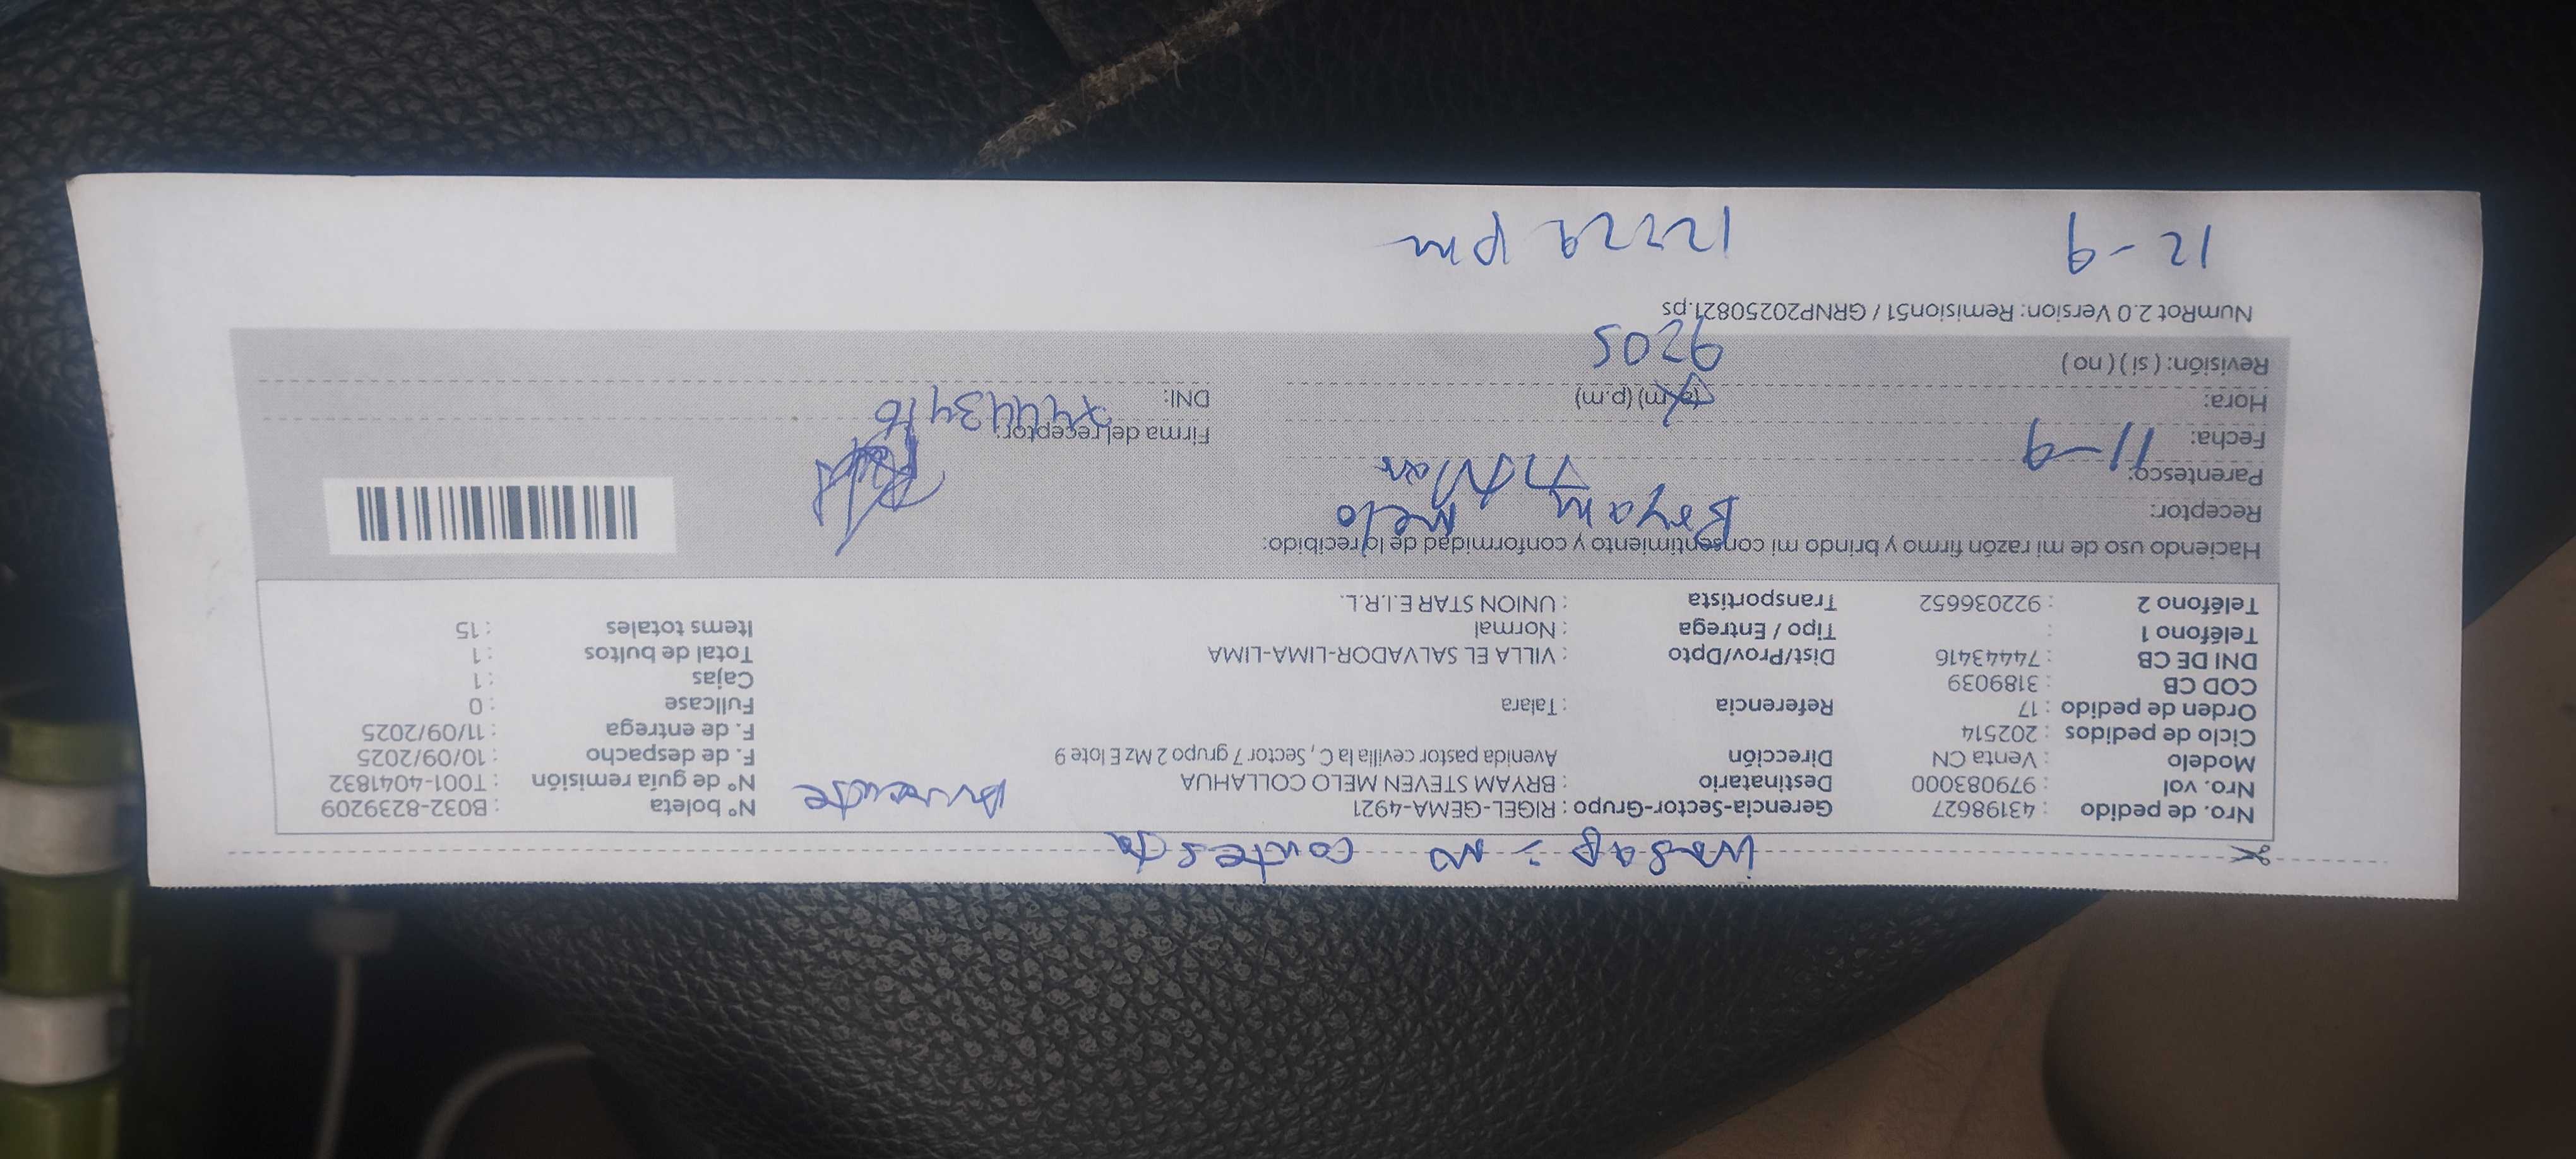 Wasap: no contesta
Nro. de pedido : 43198627 Gerencia-Sector-Grupo : RIGEL-GEMA-4921 Nº boleta : B032-8239209
Nro. vol : 979083000 Destinatario : BRYAM STEVEN MELO COLLAHUA Nº de guía remisión : T001-4041832
Modelo : Venta CN Dirección : Avenida pastor cevilla la C, Sector 7 grupo 2 Mz E lote 9 F. de despacho : 10/09/2025
Ciclo de pedidos : 202514 F. de entrega : 11/09/2025
Orden de pedido : 17 Referencia : Talara Fullcase : 0
COD CB : 3189039 Cajas : 1
DNI DE CB : 74443416 Dist/Prov/Dpto : VILLA EL SALVADOR-LIMA-LIMA Total de bultos : 1
Teléfono 1 : Tipo / Entrega : Normal Items totales : 15
Teléfono 2 : 922036652 Transportista : UNION STAR E.I.R.L.
Haciendo uso de mi razón firmo y brindo mi consentimiento y conformidad de lo recibido:
Receptor: Bryam melo
Parentesco: Titular
Fecha: 11-9 Firma del receptor:
Hora: (a.m) (p.m) DNI: 74443416
Revisión: ( si ) ( no ) 9205
NumRot 2.0 Version: Remision51 / GRNP20250821.ps
12-9 1222 pm